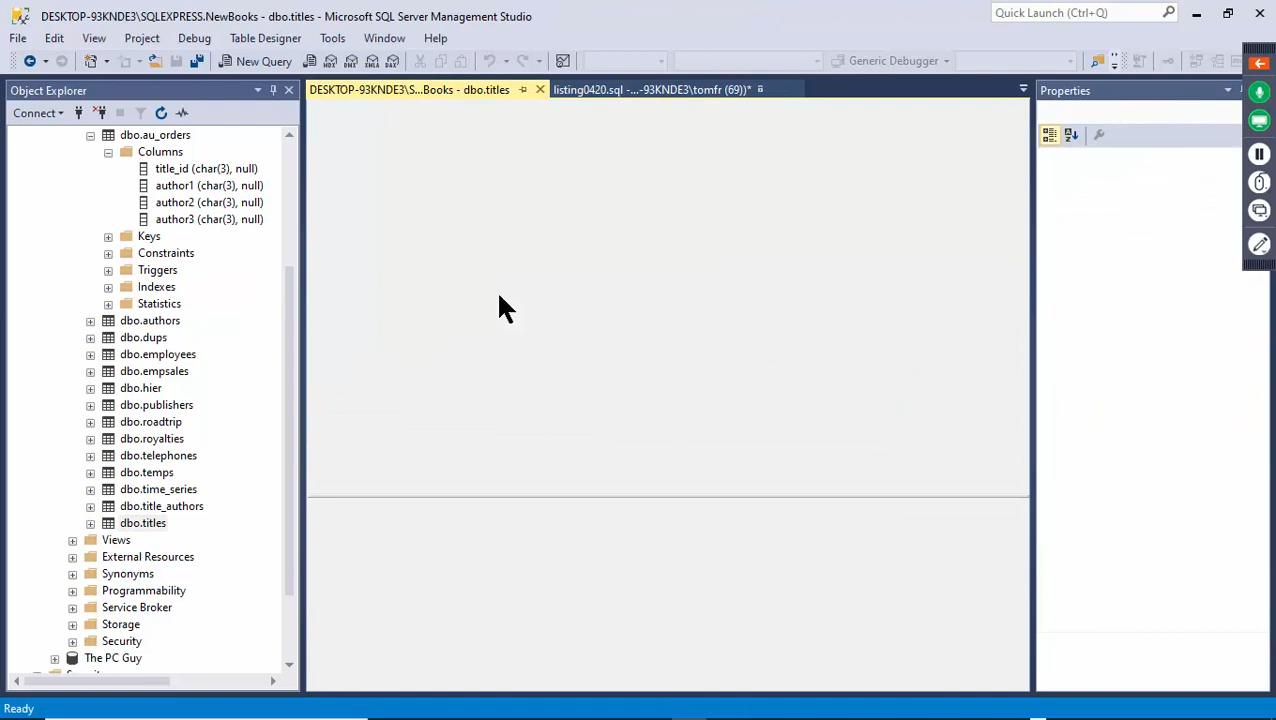 DESKTOP-93KNDE3\SQLEXPRESS.NewBooks - dbo.titles - Microsoft SQL Server Management Studio
Quick Launch (Ctrl+Q)
File Edit View Project Debug Table Designer Tools Window Help
New Query
Generic Debugger
Object Explorer
DESKTOP-93KNDE3\S...Books - dbo.titles
listing0420.sql -...-93KNDE3\tomfr (69))*
Properties
Connect
dbo.au_orders
Columns
title_id (char(3), null)
author1 (char(3), null)
author2 (char(3), null)
author3 (char(3), null)
Keys
Constraints
Triggers
Indexes
Statistics
dbo.authors
dbo.dups
dbo.employees
dbo.empsales
dbo.hier
dbo.publishers
dbo.roadtrip
dbo.royalties
dbo.telephones
dbo.temps
dbo.time_series
dbo.title_authors
dbo.titles
Views
External Resources
Synonyms
Programmability
Service Broker
Storage
Security
The PC Guy
Ready